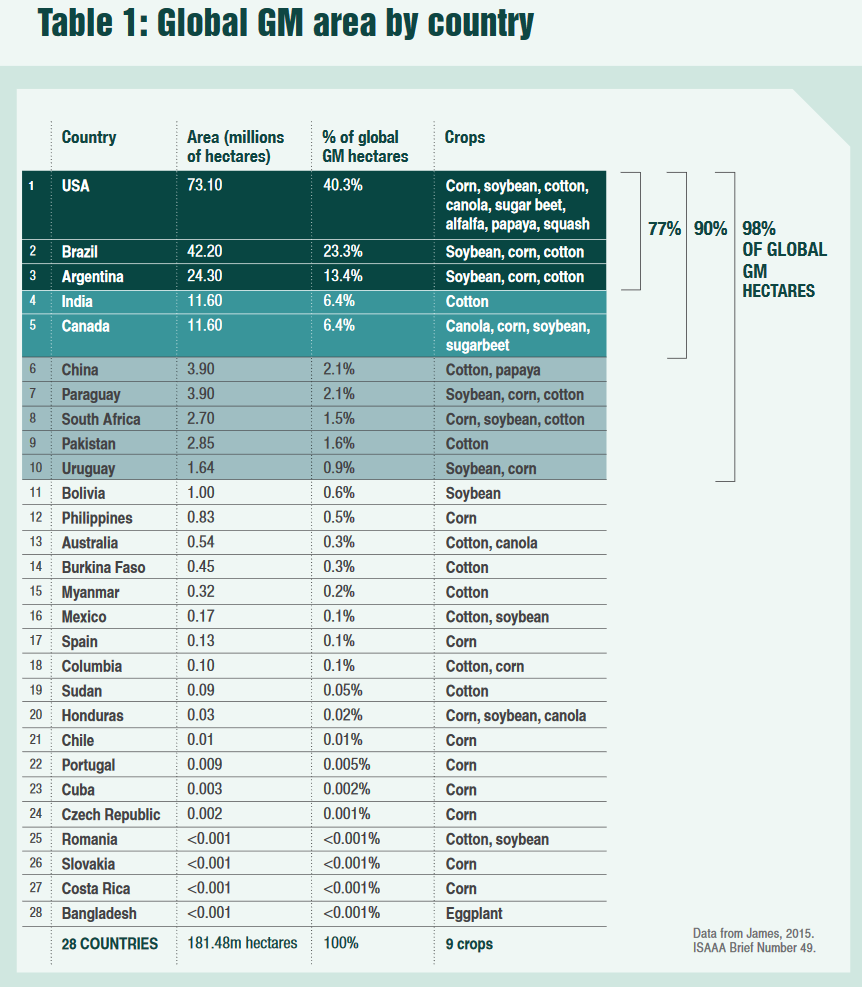 Table 1: Global GM area by country
Country Area (millions of hectares) % of global GM hectares Crops
1 USA 73.10 40.3% Corn, soybean, cotton,
canola, sugar beet,
alfalfa, papaya, squash
2 Brazil 42.20 23.3% Soybean, corn, cotton
3 Argentina 24.30 13.4% Soybean, corn, cotton
4 India 11.60 6.4% Cotton
5 Canada 11.60 6.4% Canola, corn, soybean,
sugarbeet
6 China 3.90 2.1% Cotton, papaya
7 Paraguay 3.90 2.1% Soybean, corn, cotton
8 South Africa 2.70 1.5% Corn, soybean, cotton
9 Pakistan 2.85 1.6% Cotton
10 Uruguay 1.64 0.9% Soybean, corn
11 Bolivia 1.00 0.6% Soybean
12 Philippines 0.83 0.5% Corn
13 Australia 0.54 0.3% Cotton, canola
14 Burkina Faso 0.45 0.3% Cotton
15 Myanmar 0.32 0.2% Cotton
16 Mexico 0.17 0.1% Cotton, soybean
17 Spain 0.13 0.1% Corn
18 Columbia 0.10 0.1% Cotton, corn
19 Sudan 0.09 0.05% Cotton
20 Honduras 0.03 0.02% Corn, soybean, canola
21 Chile 0.01 0.01% Corn
22 Portugal 0.009 0.005% Corn
23 Cuba 0.003 0.002% Corn
24 Czech Republic 0.002 0.001% Corn
25 Romania <0.001 <0.001% Cotton, soybean
26 Slovakia <0.001 <0.001% Corn
27 Costa Rica <0.001 <0.001% Corn
28 Bangladesh <0.001 <0.001% Eggplant
28 COUNTRIES 181.48m hectares 100% 9 crops
77% 90% 98%
OF GLOBAL
GM
HECTARES
Data from James, 2015.
ISAAA Brief Number 49.